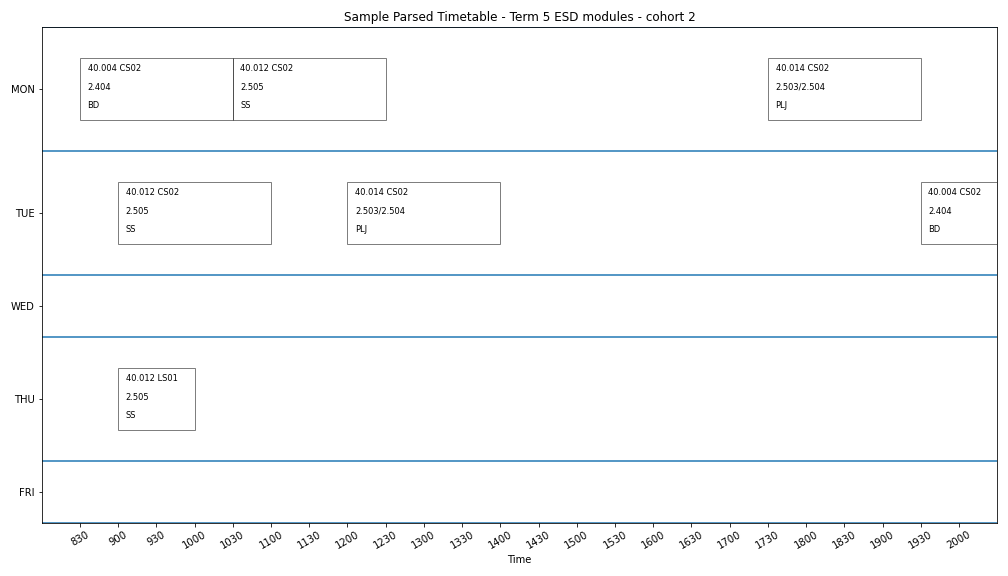 Sample Parsed Timetable - Term 5 ESD modules - cohort 2
MON
40.004 CS02
2.404
BD
40.012 CS02
2.505
SS
40.014 CS02
2.503/2.504
PLJ
TUE
40.012 CS02
2.505
SS
40.014 CS02
2.503/2.504
PLJ
40.004 CS02
2.404
BD
WED
THU
40.012 LS01
2.505
SS
FRI
830 900 930 1000 1030 1100 1130 1200 1230 1300 1330 1400 1430 1500 1530 1600 1630 1700 1730 1800 1830 1900 1930 2000
Time